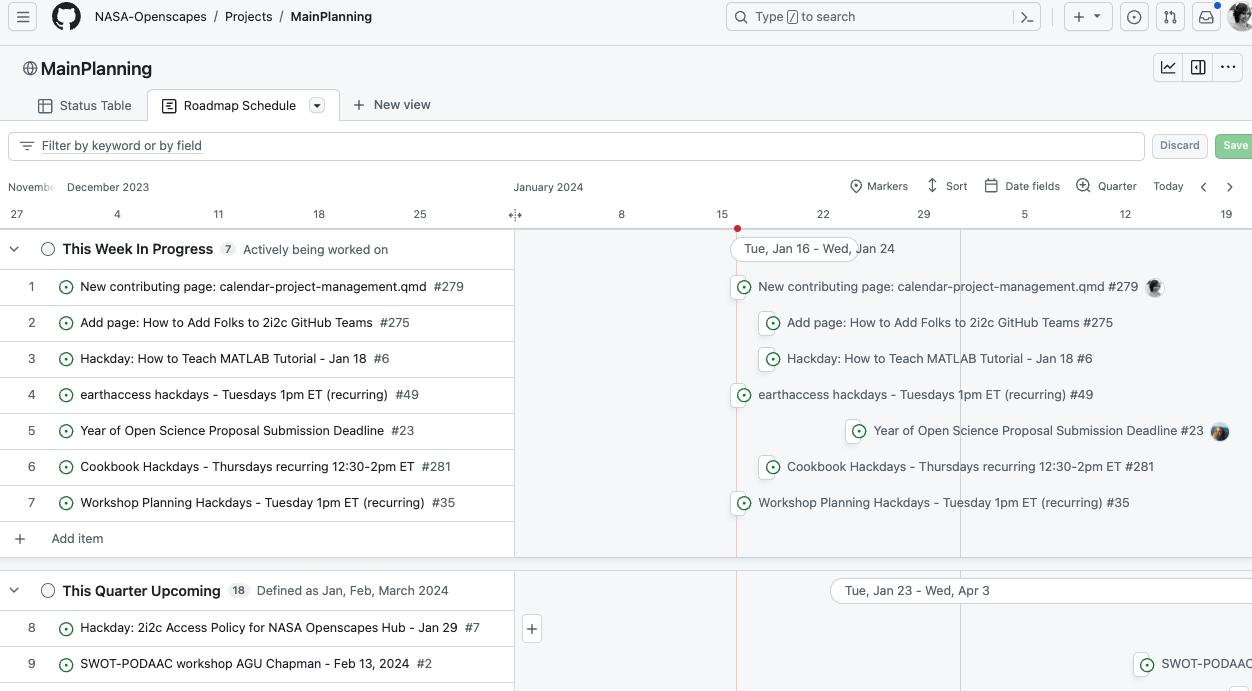 NASA-Openscapes / Projects / MainPlanning
Type / to search
MainPlanning
Status Table
Roadmap Schedule
New view
Filter by keyword or by field
Discard
Save
Novembe
December 2023
January 2024
Markers
Sort
Date fields
Quarter
Today
27 4 11 18 25 8 15 22 29 5 12 19
This Week In Progress 7 Actively being worked on
Tue, Jan 16 - Wed, Jan 24
1 New contributing page: calendar-project-management.qmd #279
New contributing page: calendar-project-management.qmd #279
2 Add page: How to Add Folks to 2i2c GitHub Teams #275
Add page: How to Add Folks to 2i2c GitHub Teams #275
3 Hackday: How to Teach MATLAB Tutorial - Jan 18 #6
Hackday: How to Teach MATLAB Tutorial - Jan 18 #6
4 earthaccess hackdays - Tuesdays 1pm ET (recurring) #49
earthaccess hackdays - Tuesdays 1pm ET (recurring) #49
5 Year of Open Science Proposal Submission Deadline #23
Year of Open Science Proposal Submission Deadline #23
6 Cookbook Hackdays - Thursdays recurring 12:30-2pm ET #281
Cookbook Hackdays - Thursdays recurring 12:30-2pm ET #281
7 Workshop Planning Hackdays - Tuesday 1pm ET (recurring) #35
Workshop Planning Hackdays - Tuesday 1pm ET (recurring) #35
Add item
This Quarter Upcoming 18 Defined as Jan, Feb, March 2024
Tue, Jan 23 - Wed, Apr 3
8 Hackday: 2i2c Access Policy for NASA Openscapes Hub - Jan 29 #7
9 SWOT-PODAAC workshop AGU Chapman - Feb 13, 2024 #2
SWOT-PODAAC